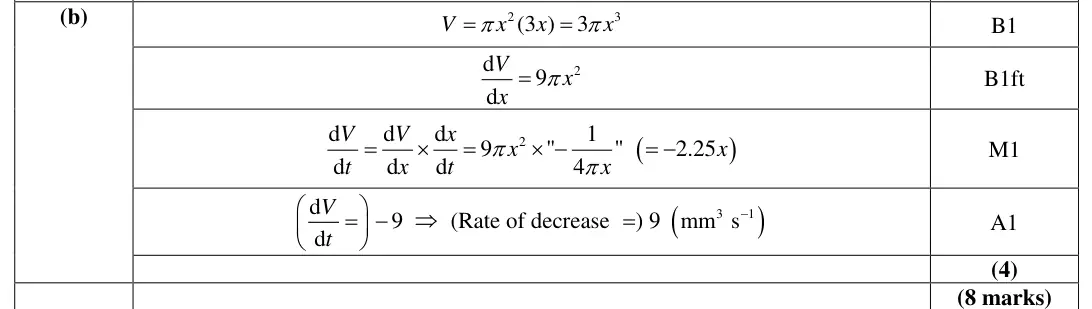 (b) V = πx²(3x) = 3πx³ B1
dV/dx = 9πx² B1ft
dV/dt = dV/dx × dx/dt = 9πx² × "− 1/4πx" (= −2.25x) M1
(dV/dt =) −9 ⇒ (Rate of decrease =) 9 (mm³ s⁻¹) A1
(4)
(8 marks)